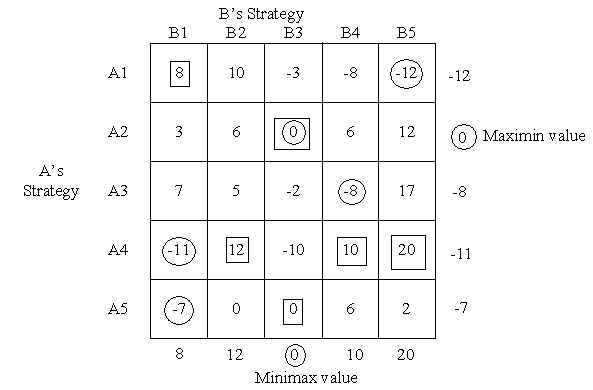 B's Strategy
B1 B2 B3 B4 B5
A1 8 10 -3 -8 -12 -12
A2 3 6 0 6 12 0 Maximin value
A's
Strategy
A3 7 5 -2 -8 17 -8
A4 -11 12 -10 10 20 -11
A5 -7 0 0 6 2 -7
8 12 0 10 20
Minimax value